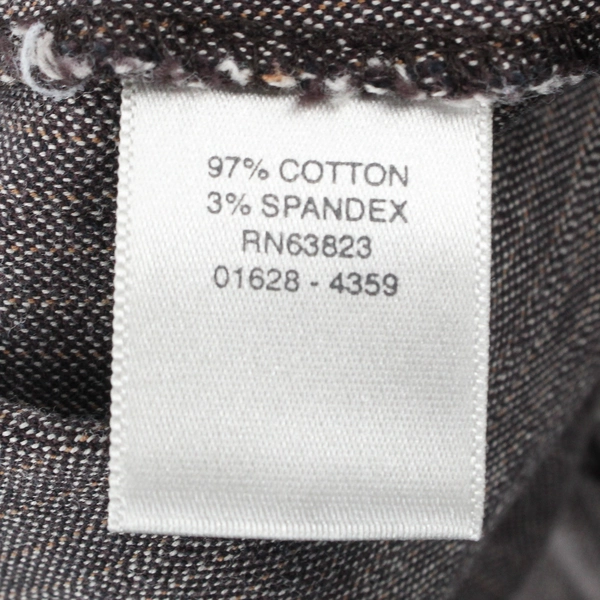 97% COTTON
3% SPANDEX
RN63823
01628 - 4359